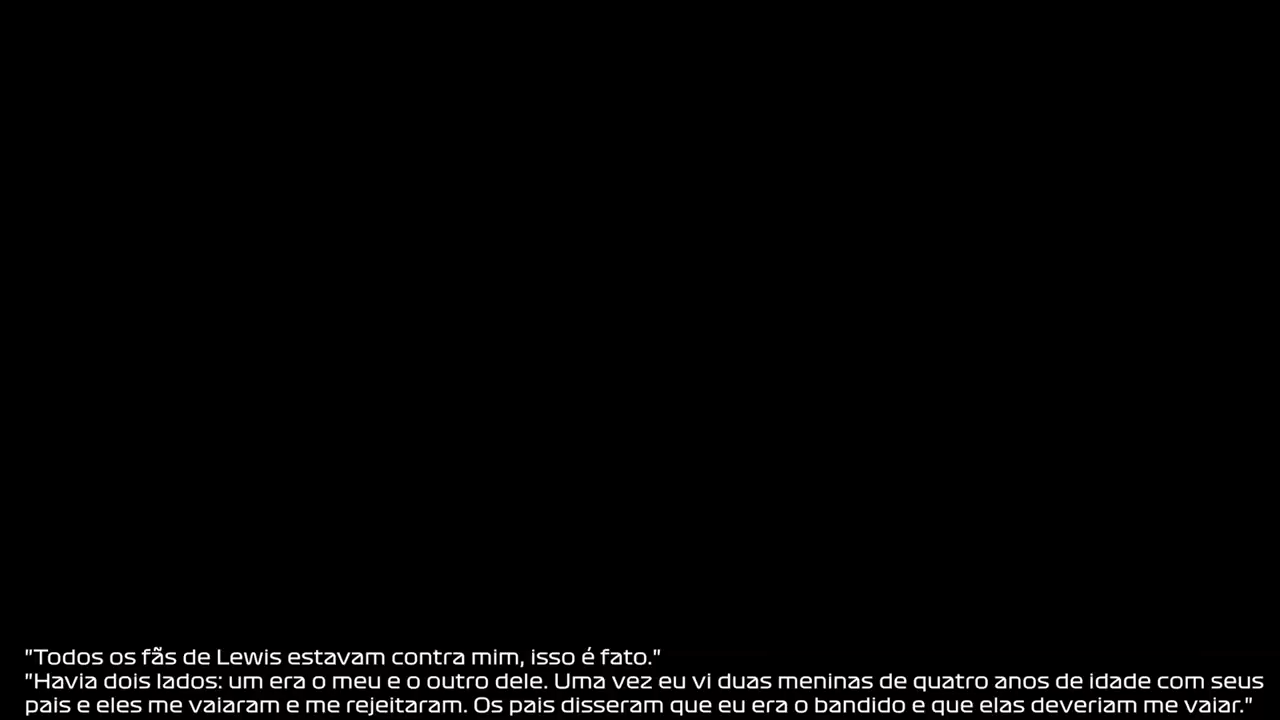 "Todos os fãs de Lewis estavam contra mim, isso é fato."
"Havia dois lados: um era o meu e o outro dele. Uma vez eu vi duas meninas de quatro anos de idade com seus
pais e eles me vaiaram e me rejeitaram. Os pais disseram que eu era o bandido e que elas deveriam me vaiar."